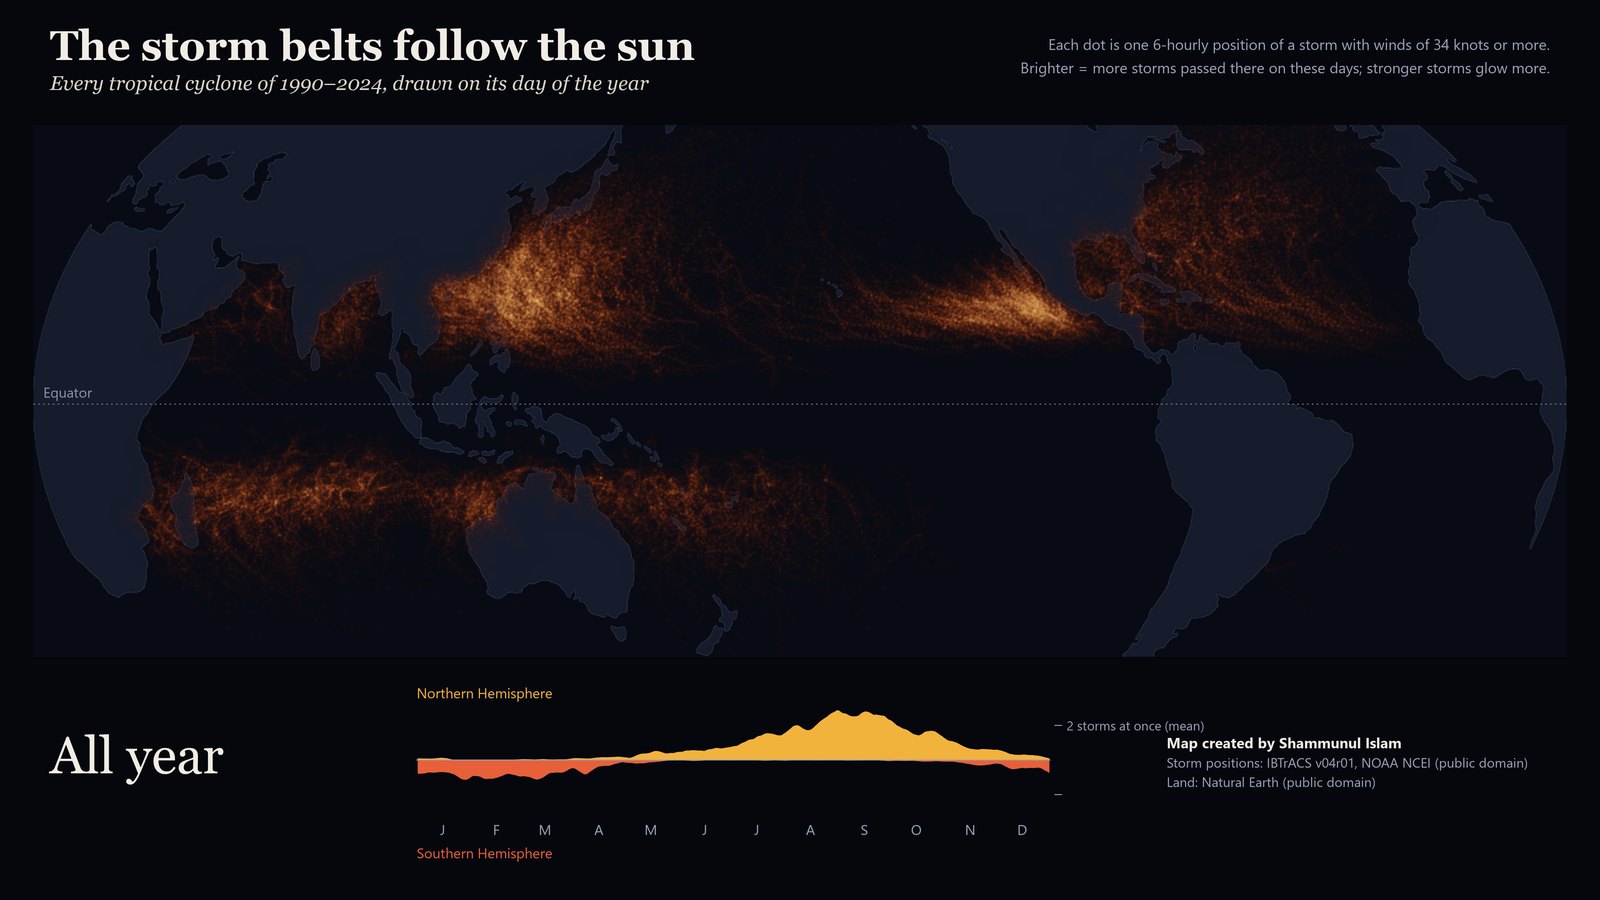 The storm belts follow the sun
Every tropical cyclone of 1990–2024, drawn on its day of the year
Each dot is one 6-hourly position of a storm with winds of 34 knots or more.
Brighter = more storms passed there on these days; stronger storms glow more.
Equator
All year
Northern Hemisphere
– 2 storms at once (mean)
–
J F M A M J J A S O N D
Southern Hemisphere
Map created by Shammunul Islam
Storm positions: IBTrACS v04r01, NOAA NCEI (public domain)
Land: Natural Earth (public domain)